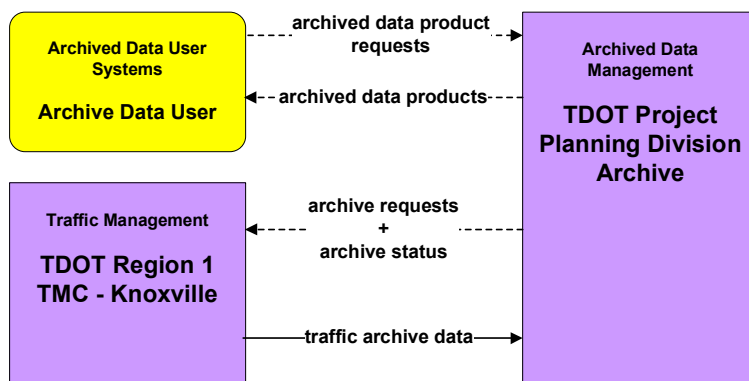 Archived Data User
Systems
Archive Data User
archived data product
requests
archived data products
Archived Data
Management
TDOT Project
Planning Division
Archive
Traffic Management
TDOT Region 1
TMC - Knoxville
archive requests
+
archive status
traffic archive data